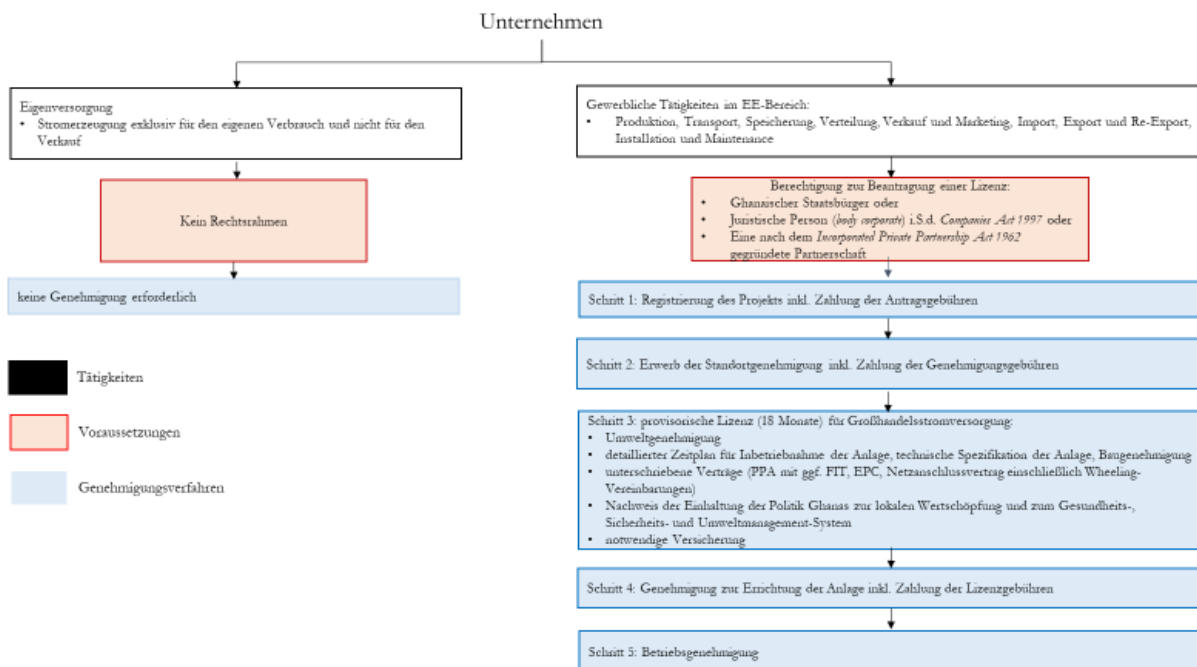 Unternehmen
Eigenversorgung
• Stromerzeugung exklusiv für den eigenen Verbrauch und nicht für den
Verkauf
Kein Rechtsrahmen
keine Genehmigung erforderlich
Gewerbliche Tätigkeiten im EE-Bereich:
• Produktion, Transport, Speicherung, Verteilung, Verkauf und Marketing, Import, Export und Re-Export,
Installation und Maintenance
Berechtigung zur Beantragung einer Lizenz:
• Ghanaischer Staatsbürger oder
• Juristische Person (body corporate) i.S.d. Companies Act 1997 oder
• Eine nach dem Incorporated Private Partnership Act 1962
gegründete Partnerschaft
Schritt 1: Registrierung des Projekts inkl. Zahlung der Antragsgebühren
Schritt 2: Erwerb der Standortgenehmigung inkl. Zahlung der Genehmigungsgebühren
Schritt 3: provisorische Lizenz (18 Monate) für Großhandelsstromversorgung:
• Umweltgenehmigung
• detaillierter Zeitplan für Inbetriebnahme der Anlage, technische Spezifikation der Anlage, Baugenehmigung
• unterschriebene Verträge (PPA mit ggf. FIT, EPC, Netzanschlussvertrag einschließlich Wheeling-
Vereinbarungen)
• Nachweis der Einhaltung der Politik Ghanas zur lokalen Wertschöpfung und zum Gesundheits-,
Sicherheits- und Umweltmanagement-System
• notwendige Versicherung
Schritt 4: Genehmigung zur Errichtung der Anlage inkl. Zahlung der Lizenzgebühren
Schritt 5: Betriebsgenehmigung
Tätigkeiten
Voraussetzungen
Genehmigungsverfahren